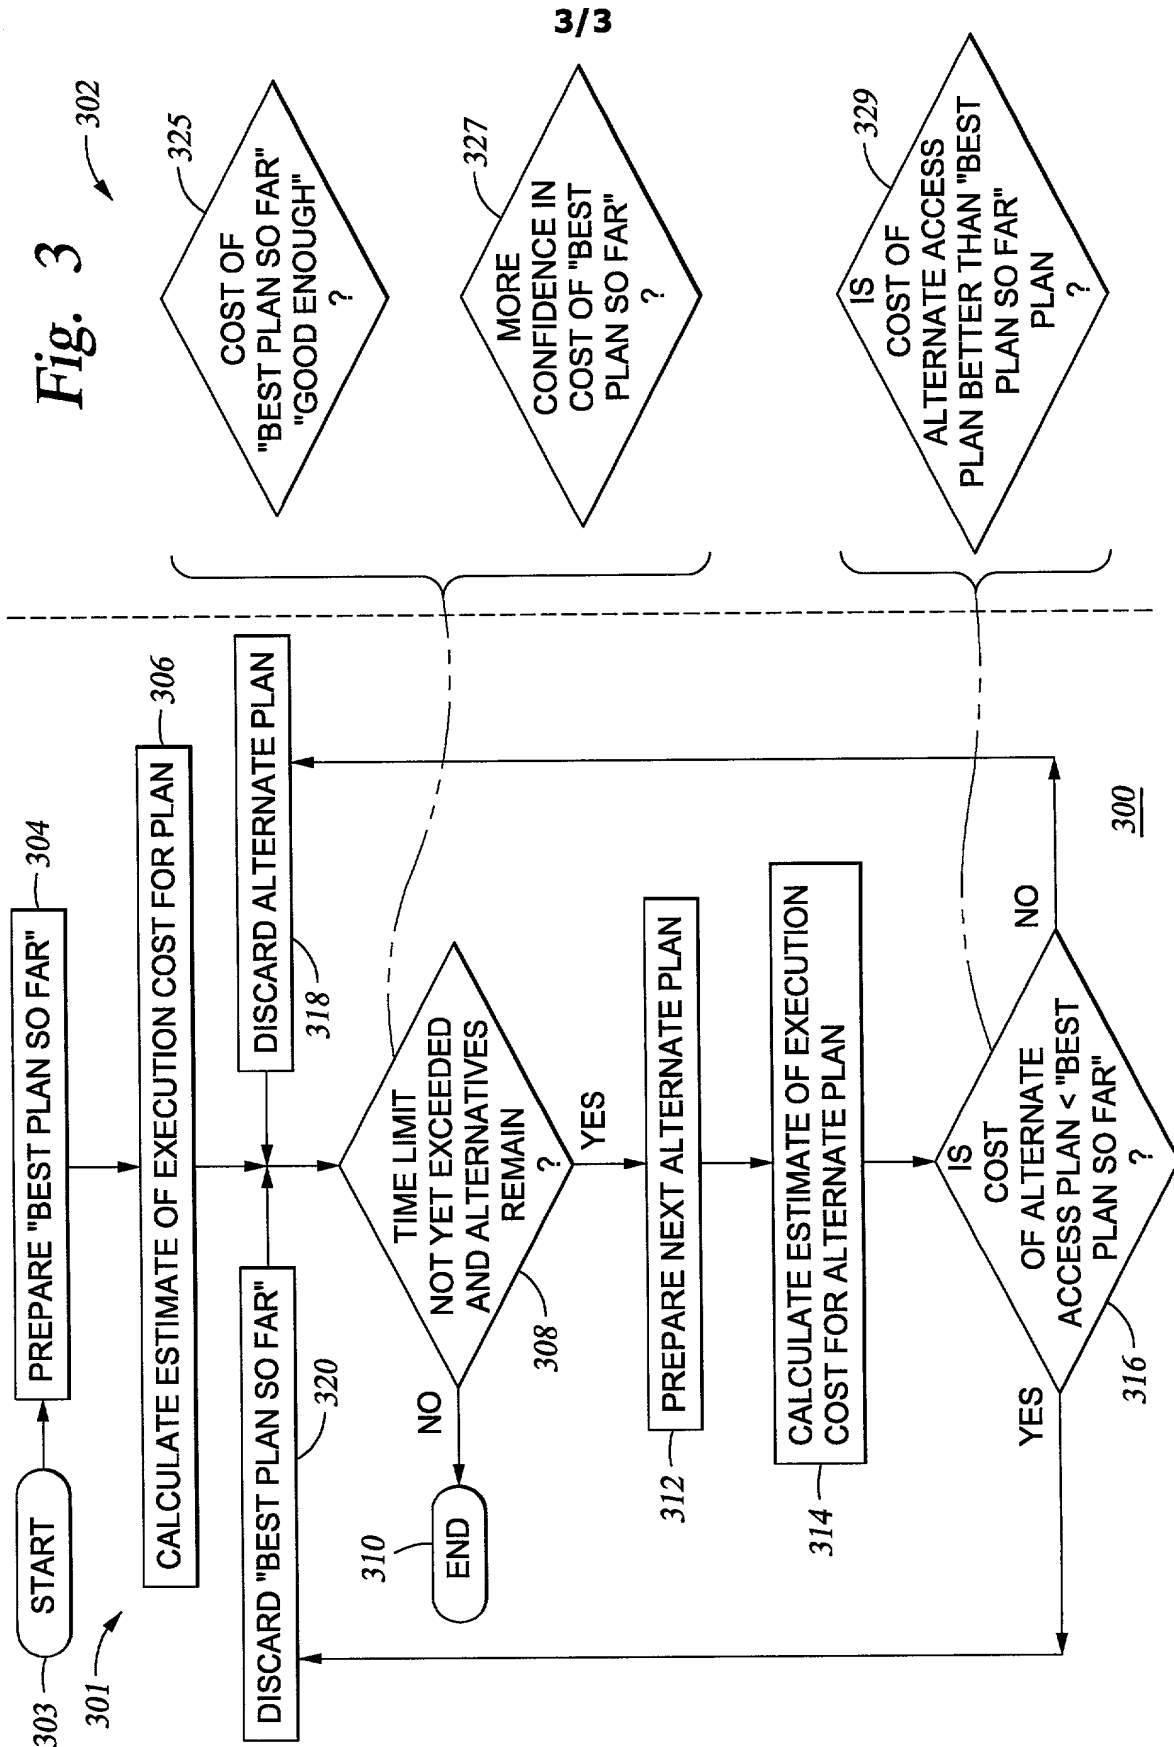 3/3
Fig. 3
303
START
304
PREPARE "BEST PLAN SO FAR"
301
302
306
CALCULATE ESTIMATE OF EXECUTION COST FOR PLAN
DISCARD "BEST PLAN SO FAR"
320
DISCARD ALTERNATE PLAN
318
TIME LIMIT
NOT YET EXCEEDED
AND ALTERNATIVES
REMAIN
?
308
NO
YES
310
END
PREPARE NEXT ALTERNATE PLAN
312
CALCULATE ESTIMATE OF EXECUTION
COST FOR ALTERNATE PLAN
314
IS
COST
OF ALTERNATE
ACCESS PLAN < "BEST
PLAN SO FAR"
?
316
YES
NO
300
COST OF
"BEST PLAN SO FAR"
"GOOD ENOUGH"
?
325
MORE
CONFIDENCE IN
COST OF "BEST
PLAN SO FAR"
?
327
IS
COST OF
ALTERNATE ACCESS
PLAN BETTER THAN "BEST
PLAN SO FAR"
PLAN
?
329